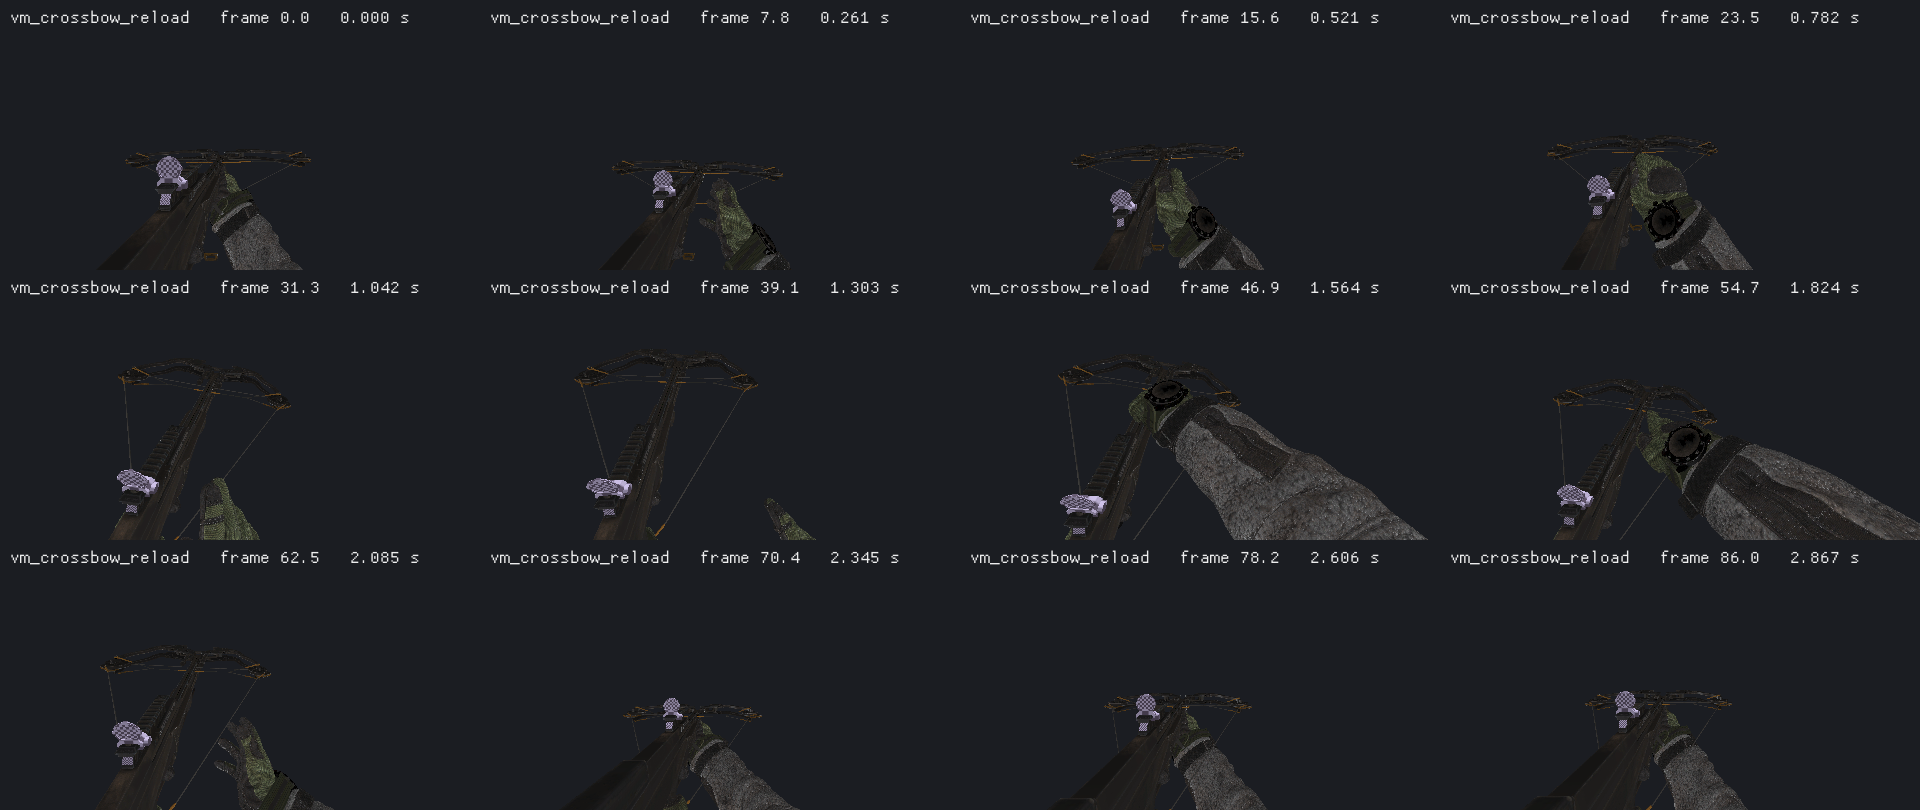 vm_crossbow_reload   frame 0.0   0.000 s
vm_crossbow_reload   frame 7.8   0.261 s
vm_crossbow_reload   frame 15.6   0.521 s
vm_crossbow_reload   frame 23.5   0.782 s
vm_crossbow_reload   frame 31.3   1.042 s
vm_crossbow_reload   frame 39.1   1.303 s
vm_crossbow_reload   frame 46.9   1.564 s
vm_crossbow_reload   frame 54.7   1.824 s
vm_crossbow_reload   frame 62.5   2.085 s
vm_crossbow_reload   frame 70.4   2.345 s
vm_crossbow_reload   frame 78.2   2.606 s
vm_crossbow_reload   frame 86.0   2.867 s